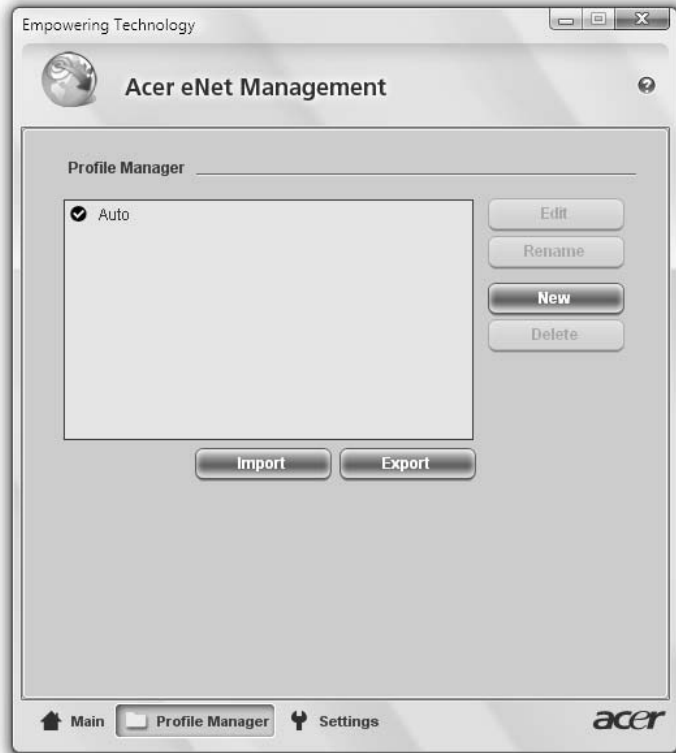 Empowering Technology
Acer eNet Management
Profile Manager
Auto
Edit
Rename
New
Delete
Import
Export
Main
Profile Manager
Settings
acer